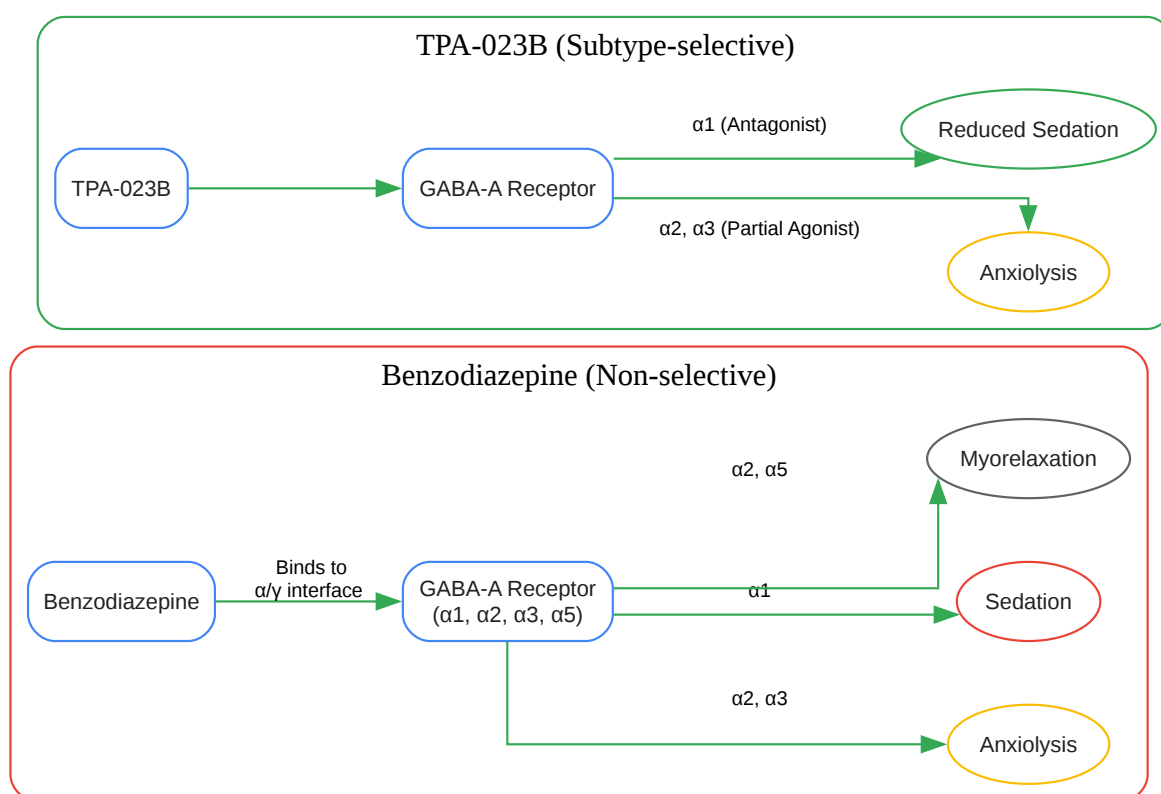 TPA-023B (Subtype-selective)
α1 (Antagonist)
Reduced Sedation
TPA-023B
GABA-A Receptor
α2, α3 (Partial Agonist)
Anxiolysis
Benzodiazepine (Non-selective)
α2, α5
Myorelaxation
Benzodiazepine
Binds to
α/γ interface
GABA-A Receptor
(α1, α2, α3, α5)
α1
Sedation
α2, α3
Anxiolysis